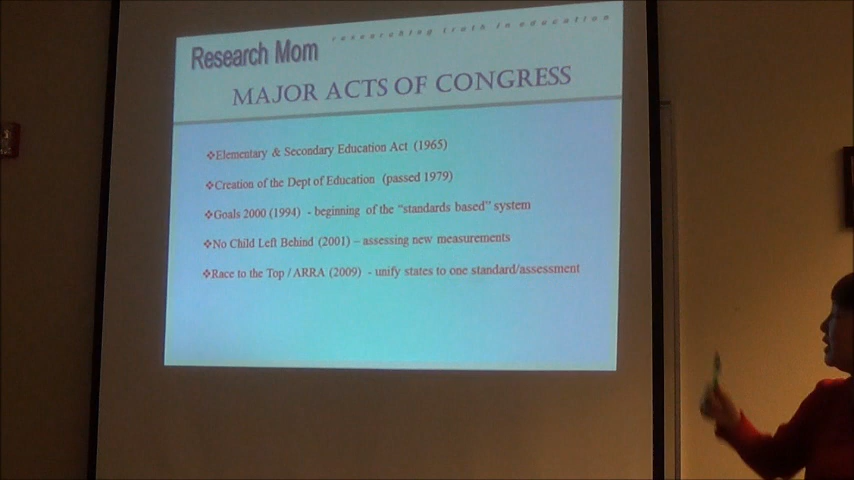 Research Mom researching truth in education
MAJOR ACTS OF CONGRESS
❖Elementary & Secondary Education Act (1965)
❖Creation of the Dept of Education (passed 1979)
❖Goals 2000 (1994) - beginning of the “standards based” system
❖No Child Left Behind (2001) – assessing new measurements
❖Race to the Top / ARRA (2009) - unify states to one standard/assessment